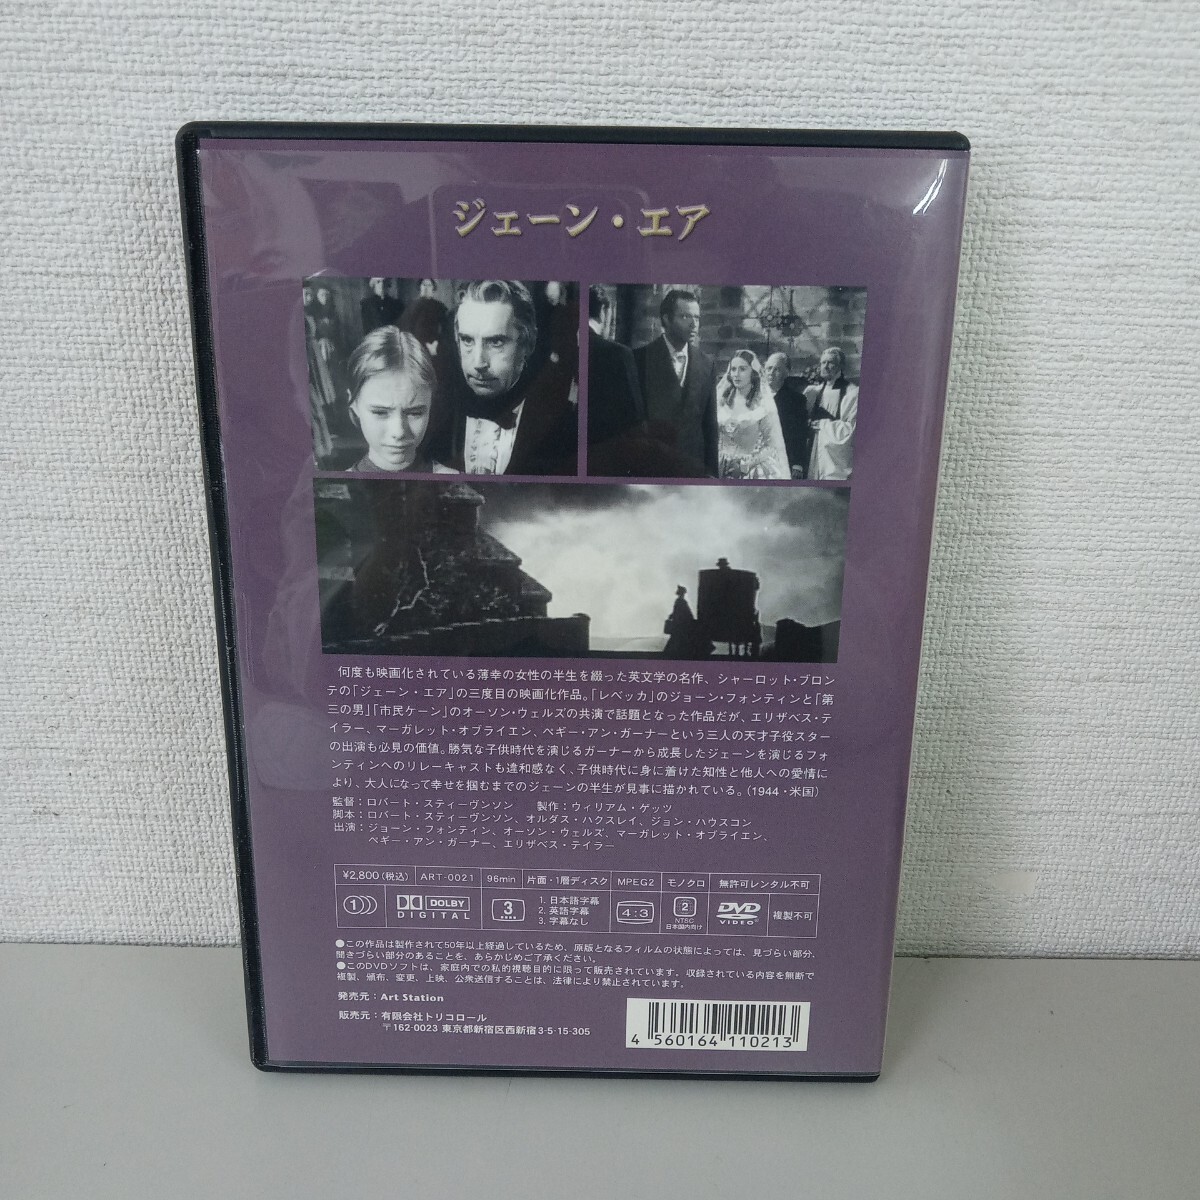 ジェーン・エア
何度も映画化されている薄幸の女性の半生を綴った英文学の名作、シャーロット・ブロン
テの「ジェーン・エア」の三度目の映画化作品。「レベッカ」のジョーン・フォンティンと「第
三の男」「市民ケーン」のオーソン・ウェルズの共演で話題となった作品だが、エリザベス・テ
イラー、マーガレット・オブライエン、ペギー・アン・ガーナーという三人の天才子役スター
の出演も必見の価値。勝気な子供時代を演じるガーナーから成長したジェーンを演じるフォ
ンティンへのリレーキャストも違和感なく、子供時代に身に着けた知性と他人への愛情に
より、大人になって幸せを掴むまでのジェーンの半生が見事に描かれている。(1944・米国)
監督：ロバート・スティーヴンソン　製作：ウィリアム・ゲッツ
脚本：ロバート・スティーヴンソン、オルダス・ハクスレイ、ジョン・ハウスコン
出演：ジョーン・フォンティン、オーソン・ウェルズ、マーガレット・オブライエン、
ペギー・アン・ガーナー、エリザベス・テイラー
¥2,800(税込) ART-0021 96min 片面・1層ディスク MPEG2 モノクロ 無許可レンタル不可
1 DOLBY DIGITAL 3
1. 日本語字幕
2. 英語字幕
3. 字幕なし
4:3
2 NTSC 日本国内向け
DVD VIDEO 複製不可
●この作品は製作されて50年以上経過しているため、原版となるフィルムの状態によっては、見づらい部分、
聞きづらい部分のあることを、あらかじめご了承ください。
●このDVDソフトは、家庭内での私的視聴目的に限って販売されています。収録されている内容を無断で
複製、頒布、変更、上映、公衆送信することは、法律により禁止されています。
発売元：Art Station
販売元：有限会社トリコロール
〒162-0023 東京都新宿区西新宿3-5-15-305
4 560164 110213